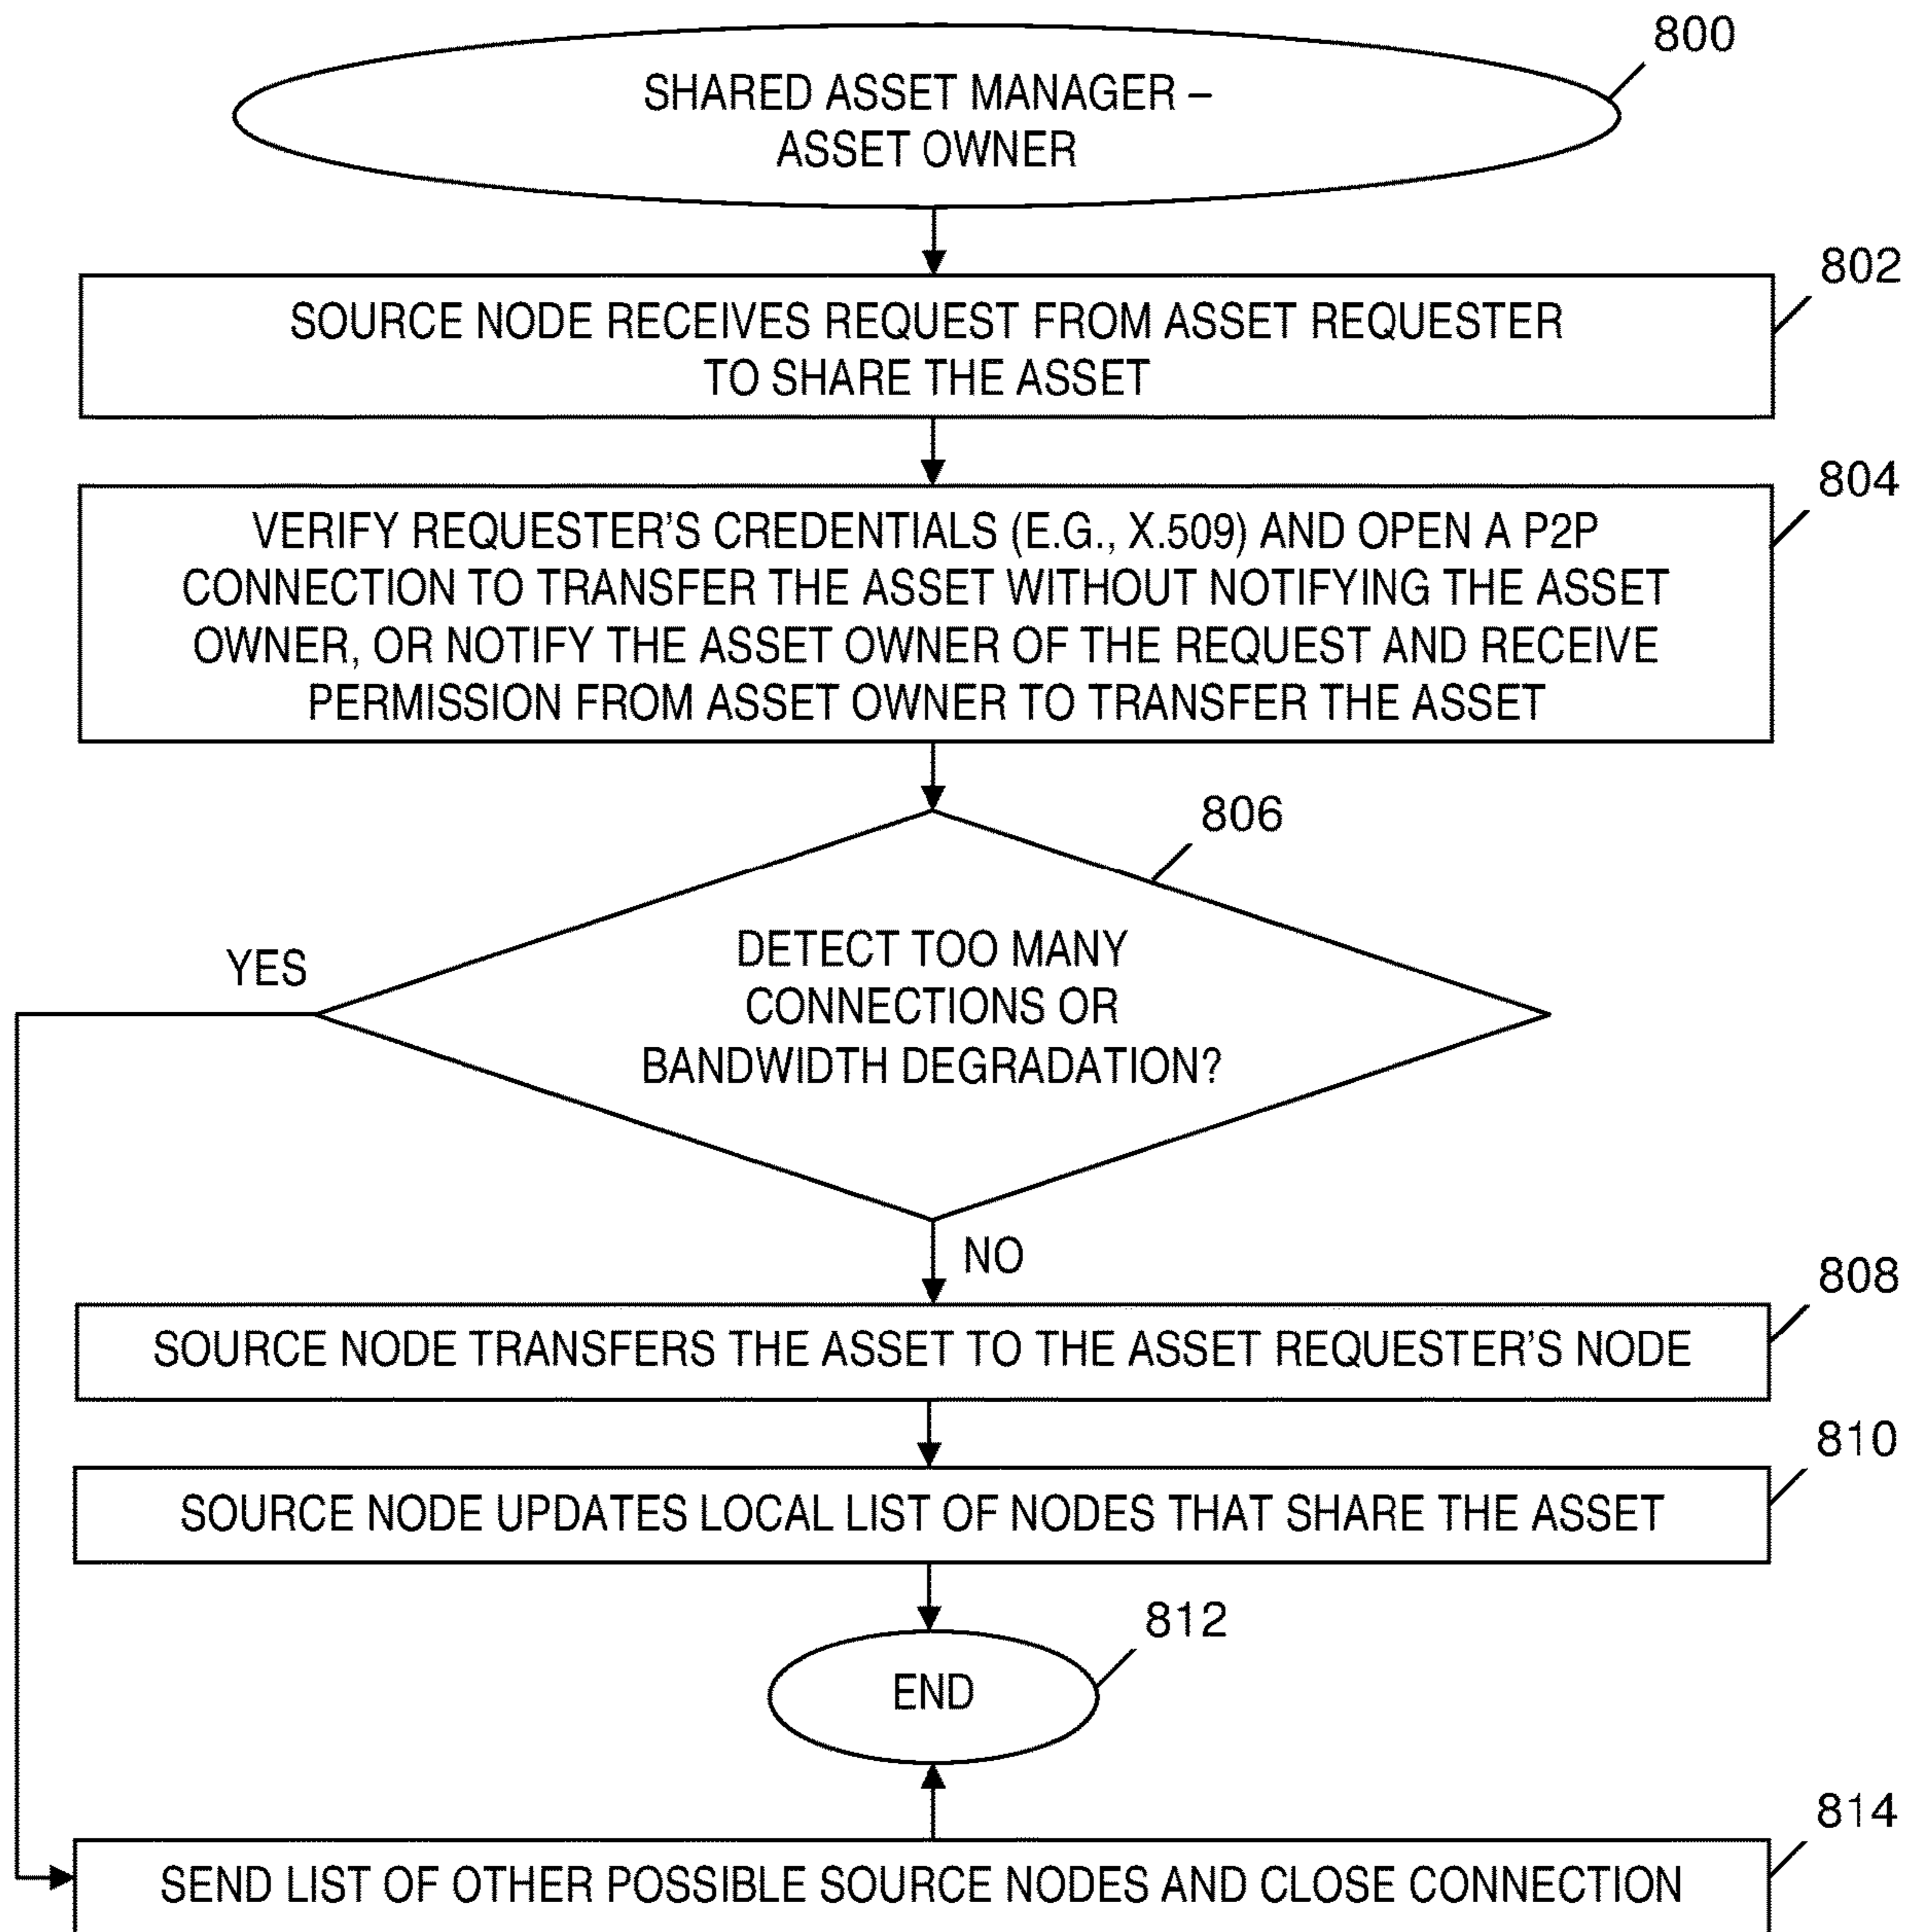 800
SHARED ASSET MANAGER –
ASSET OWNER
802
SOURCE NODE RECEIVES REQUEST FROM ASSET REQUESTER
TO SHARE THE ASSET
804
VERIFY REQUESTER'S CREDENTIALS (E.G., X.509) AND OPEN A P2P
CONNECTION TO TRANSFER THE ASSET WITHOUT NOTIFYING THE ASSET
OWNER, OR NOTIFY THE ASSET OWNER OF THE REQUEST AND RECEIVE
PERMISSION FROM ASSET OWNER TO TRANSFER THE ASSET
806
DETECT TOO MANY
CONNECTIONS OR
BANDWIDTH DEGRADATION?
YES
NO
808
SOURCE NODE TRANSFERS THE ASSET TO THE ASSET REQUESTER'S NODE
810
SOURCE NODE UPDATES LOCAL LIST OF NODES THAT SHARE THE ASSET
812
END
814
SEND LIST OF OTHER POSSIBLE SOURCE NODES AND CLOSE CONNECTION